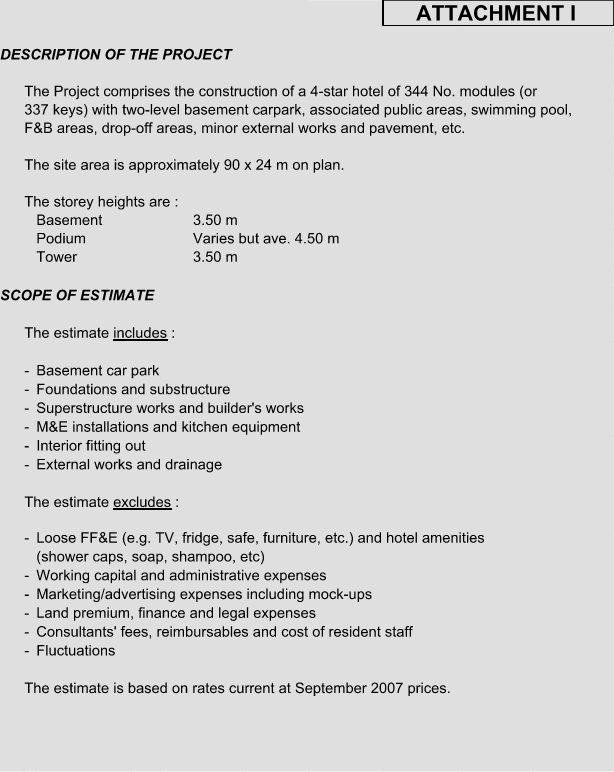 ATTACHMENT I
DESCRIPTION OF THE PROJECT
The Project comprises the construction of a 4-star hotel of 344 No. modules (or
337 keys) with two-level basement carpark, associated public areas, swimming pool,
F&B areas, drop-off areas, minor external works and pavement, etc.
The site area is approximately 90 x 24 m on plan.
The storey heights are :
Basement 3.50 m
Podium Varies but ave. 4.50 m
Tower 3.50 m
SCOPE OF ESTIMATE
The estimate includes :
- Basement car park
- Foundations and substructure
- Superstructure works and builder's works
- M&E installations and kitchen equipment
- Interior fitting out
- External works and drainage
The estimate excludes :
- Loose FF&E (e.g. TV, fridge, safe, furniture, etc.) and hotel amenities
(shower caps, soap, shampoo, etc)
- Working capital and administrative expenses
- Marketing/advertising expenses including mock-ups
- Land premium, finance and legal expenses
- Consultants' fees, reimbursables and cost of resident staff
- Fluctuations
The estimate is based on rates current at September 2007 prices.